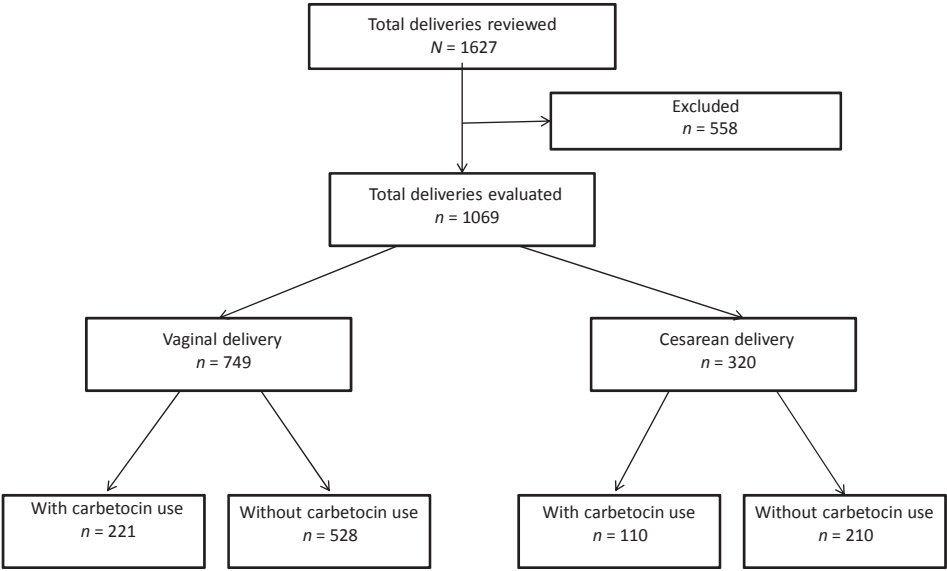 Total deliveries reviewed
N = 1627
Excluded
n = 558
Total deliveries evaluated
n = 1069
Vaginal delivery
n = 749
Cesarean delivery
n = 320
With carbetocin use
n = 221
Without carbetocin use
n = 528
With carbetocin use
n = 110
Without carbetocin use
n = 210